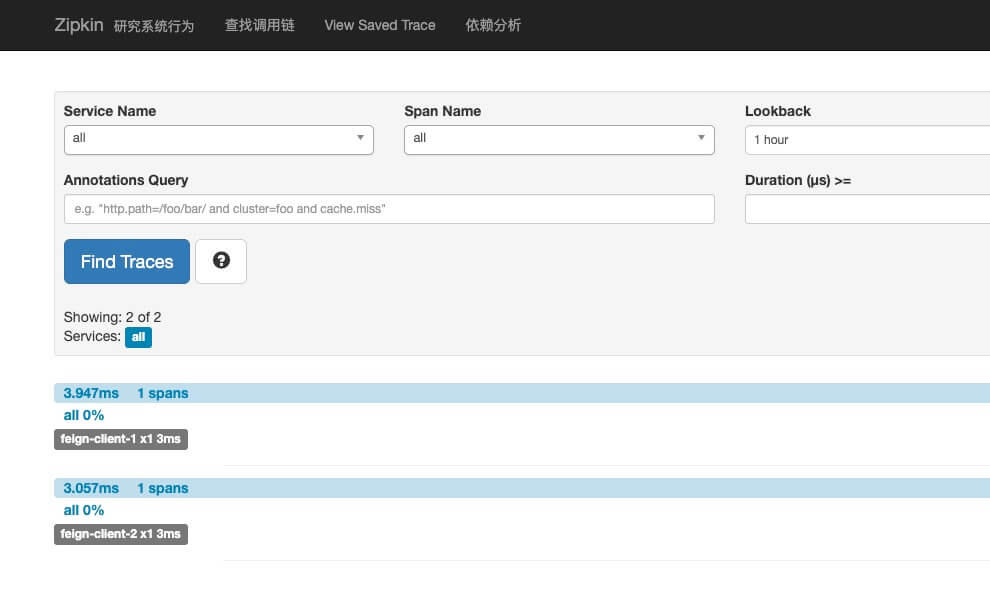 Zipkin 研究系统行为 查找调用链 View Saved Trace 依赖分析
Service Name Span Name Lookback
all all 1 hour
Annotations Query Duration (μs) >=
e.g. "http.path=/foo/bar/ and cluster=foo and cache.miss"
Find Traces ?
Showing: 2 of 2
Services: all
3.947ms 1 spans
all 0%
feign-client-1 x1 3ms
3.057ms 1 spans
all 0%
feign-client-2 x1 3ms